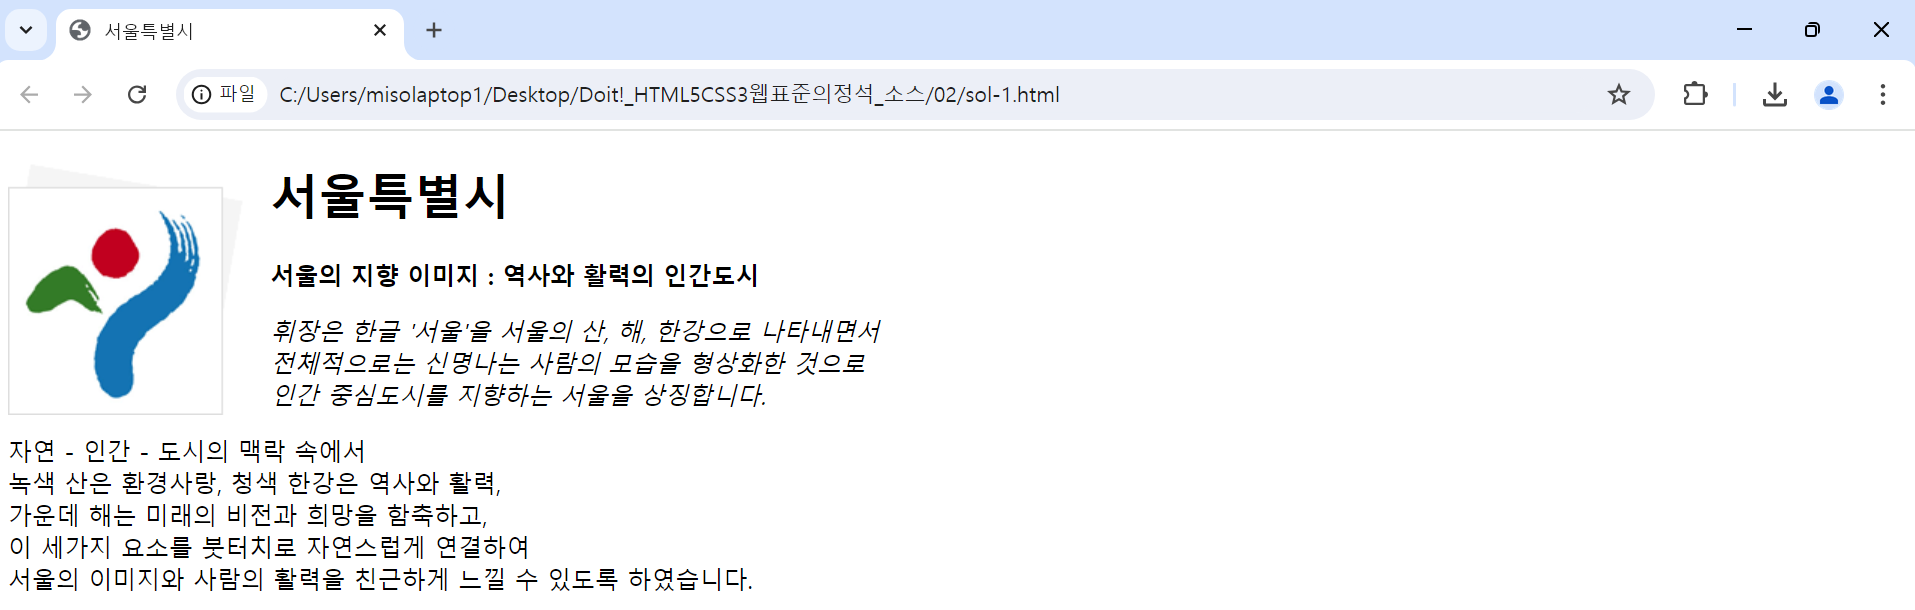 서울특별시
파일
C:/Users/misolaptop1/Desktop/Doit!_HTML5CSS3웹표준의정석_소스/02/sol-1.html
서울특별시
서울의 지향 이미지 : 역사와 활력의 인간도시
휘장은 한글 '서울'을 서울의 산, 해, 한강으로 나타내면서
전체적으로는 신명나는 사람의 모습을 형상화한 것으로
인간 중심도시를 지향하는 서울을 상징합니다.
자연 - 인간 - 도시의 맥락 속에서
녹색 산은 환경사랑, 청색 한강은 역사와 활력,
가운데 해는 미래의 비전과 희망을 함축하고,
이 세가지 요소를 붓터치로 자연스럽게 연결하여
서울의 이미지와 사람의 활력을 친근하게 느낄 수 있도록 하였습니다.